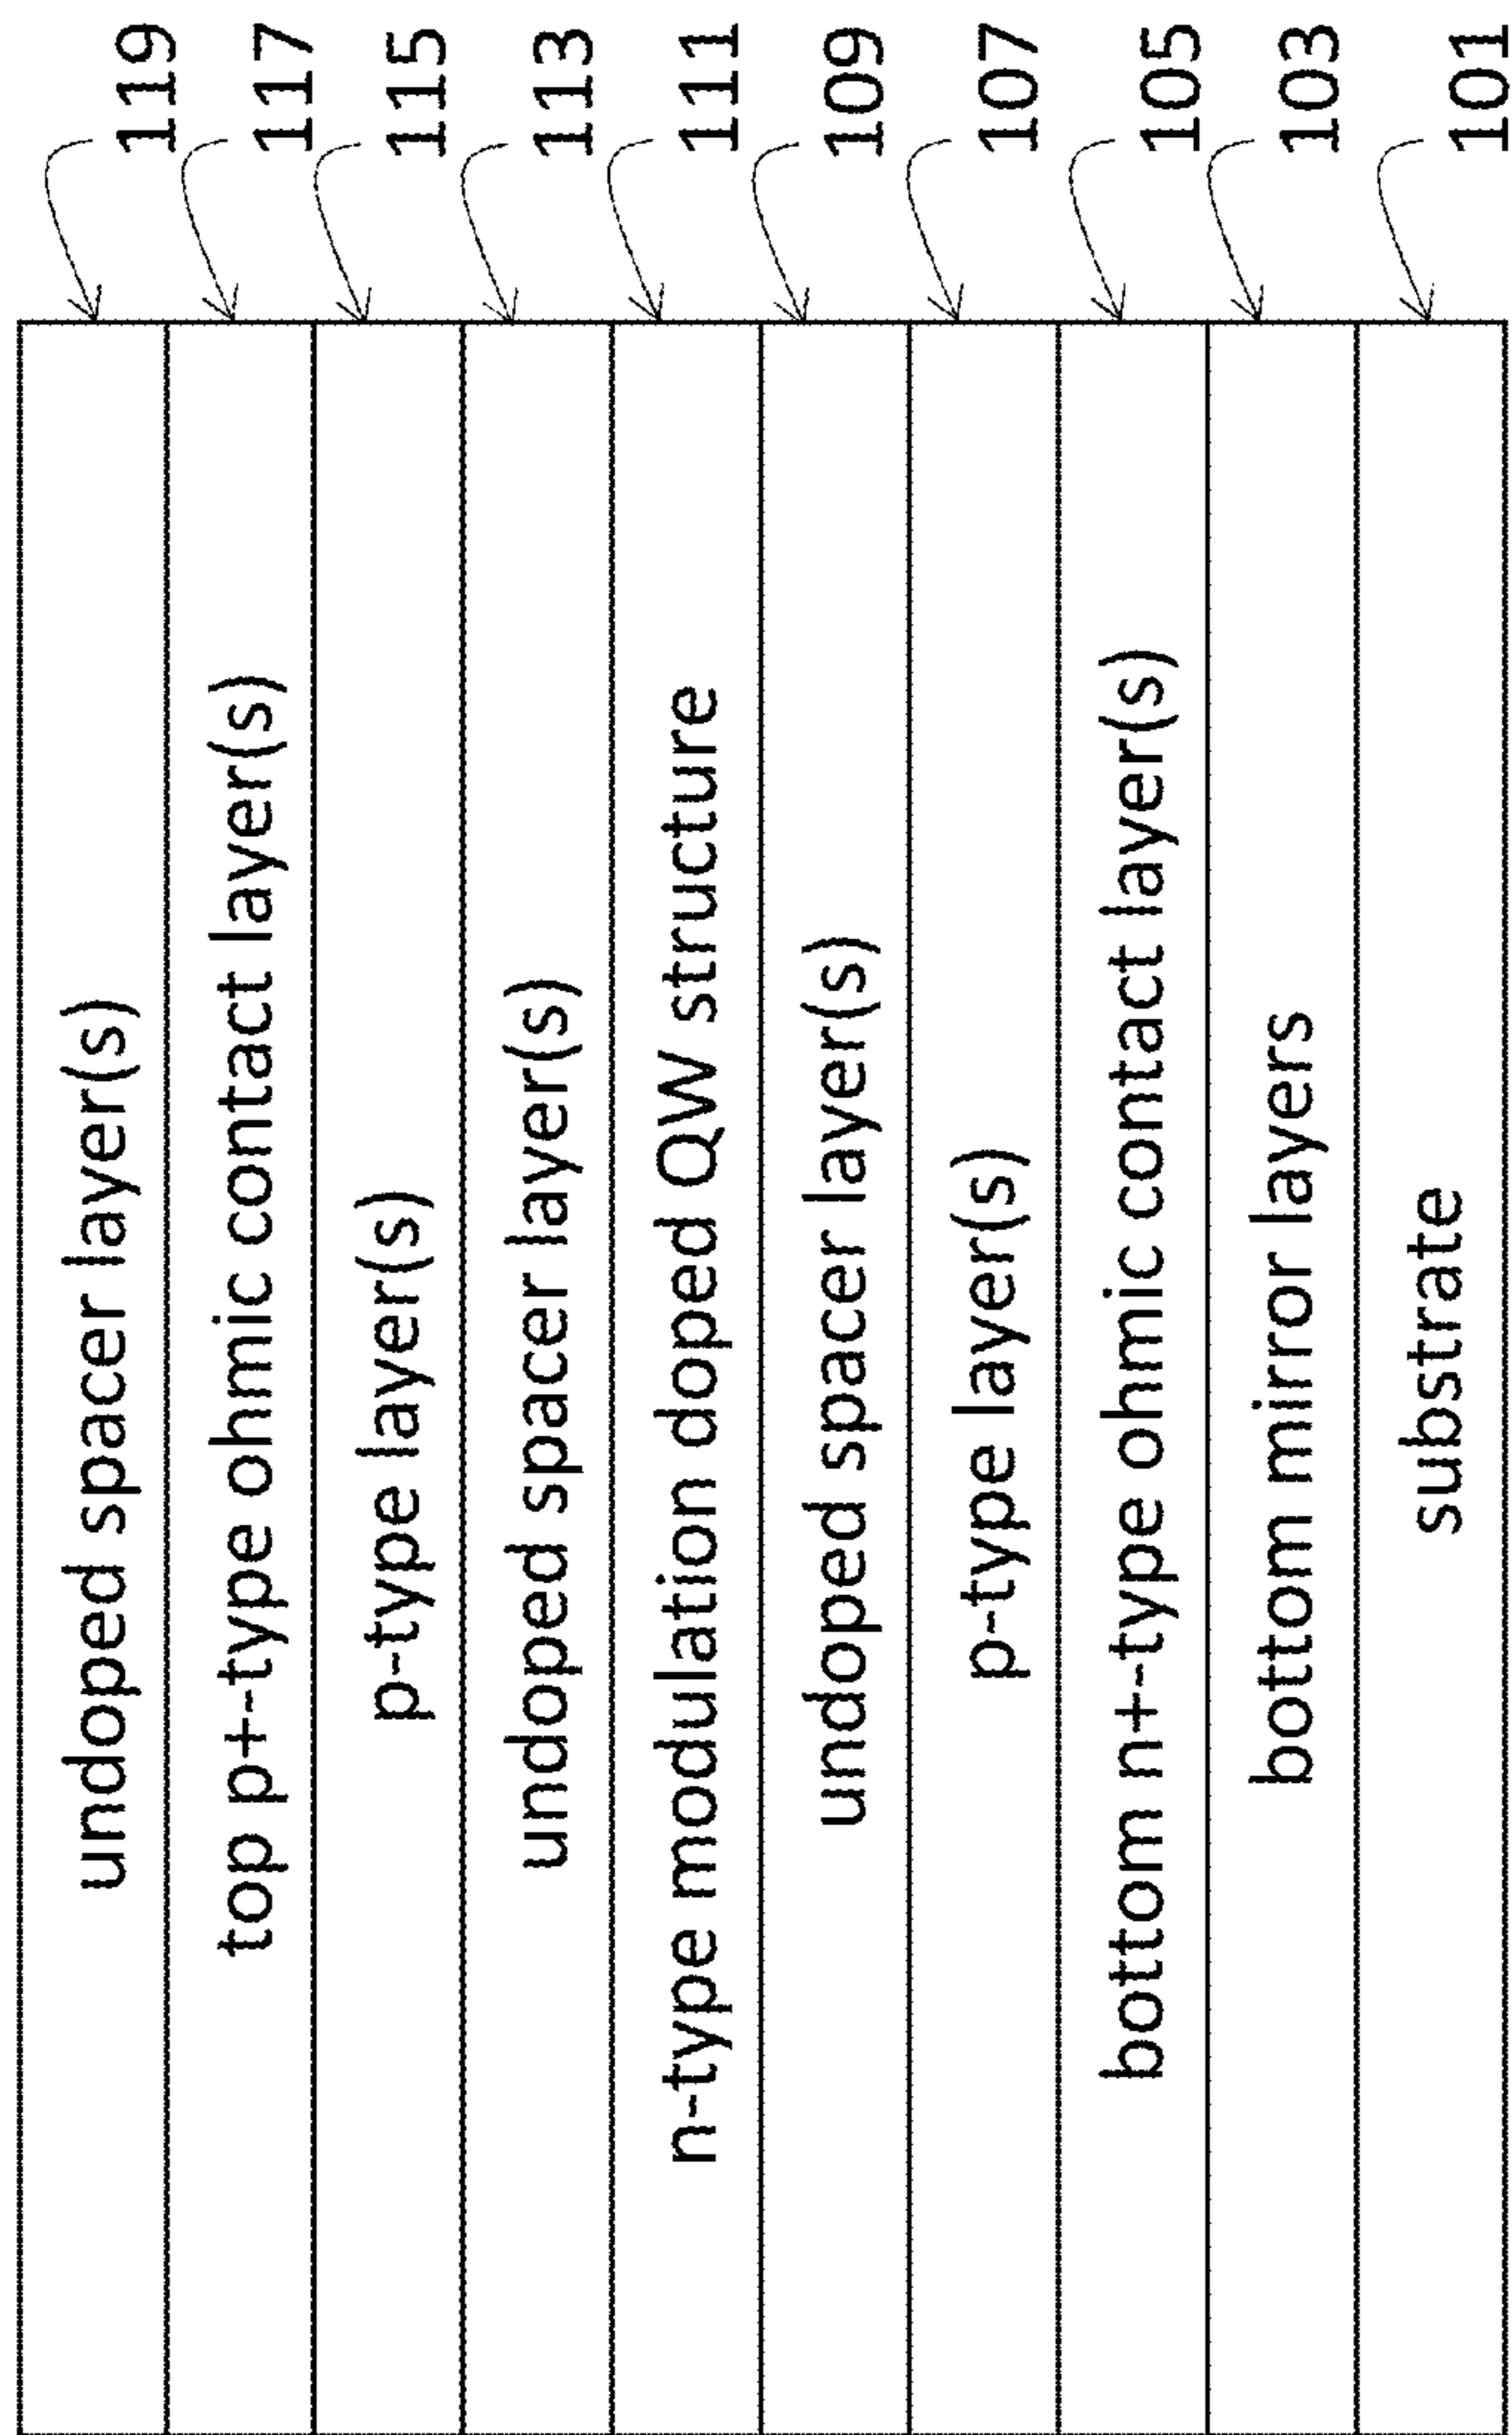 undoped spacer layer(s) 119
top p+-type ohmic contact layer(s) 117
p-type layer(s) 115
undoped spacer layer(s) 113
n-type modulation doped QW structure 111
undoped spacer layer(s) 109
p-type layer(s) 107
bottom n+-type ohmic contact layer(s) 105
bottom mirror layers 103
substrate 101